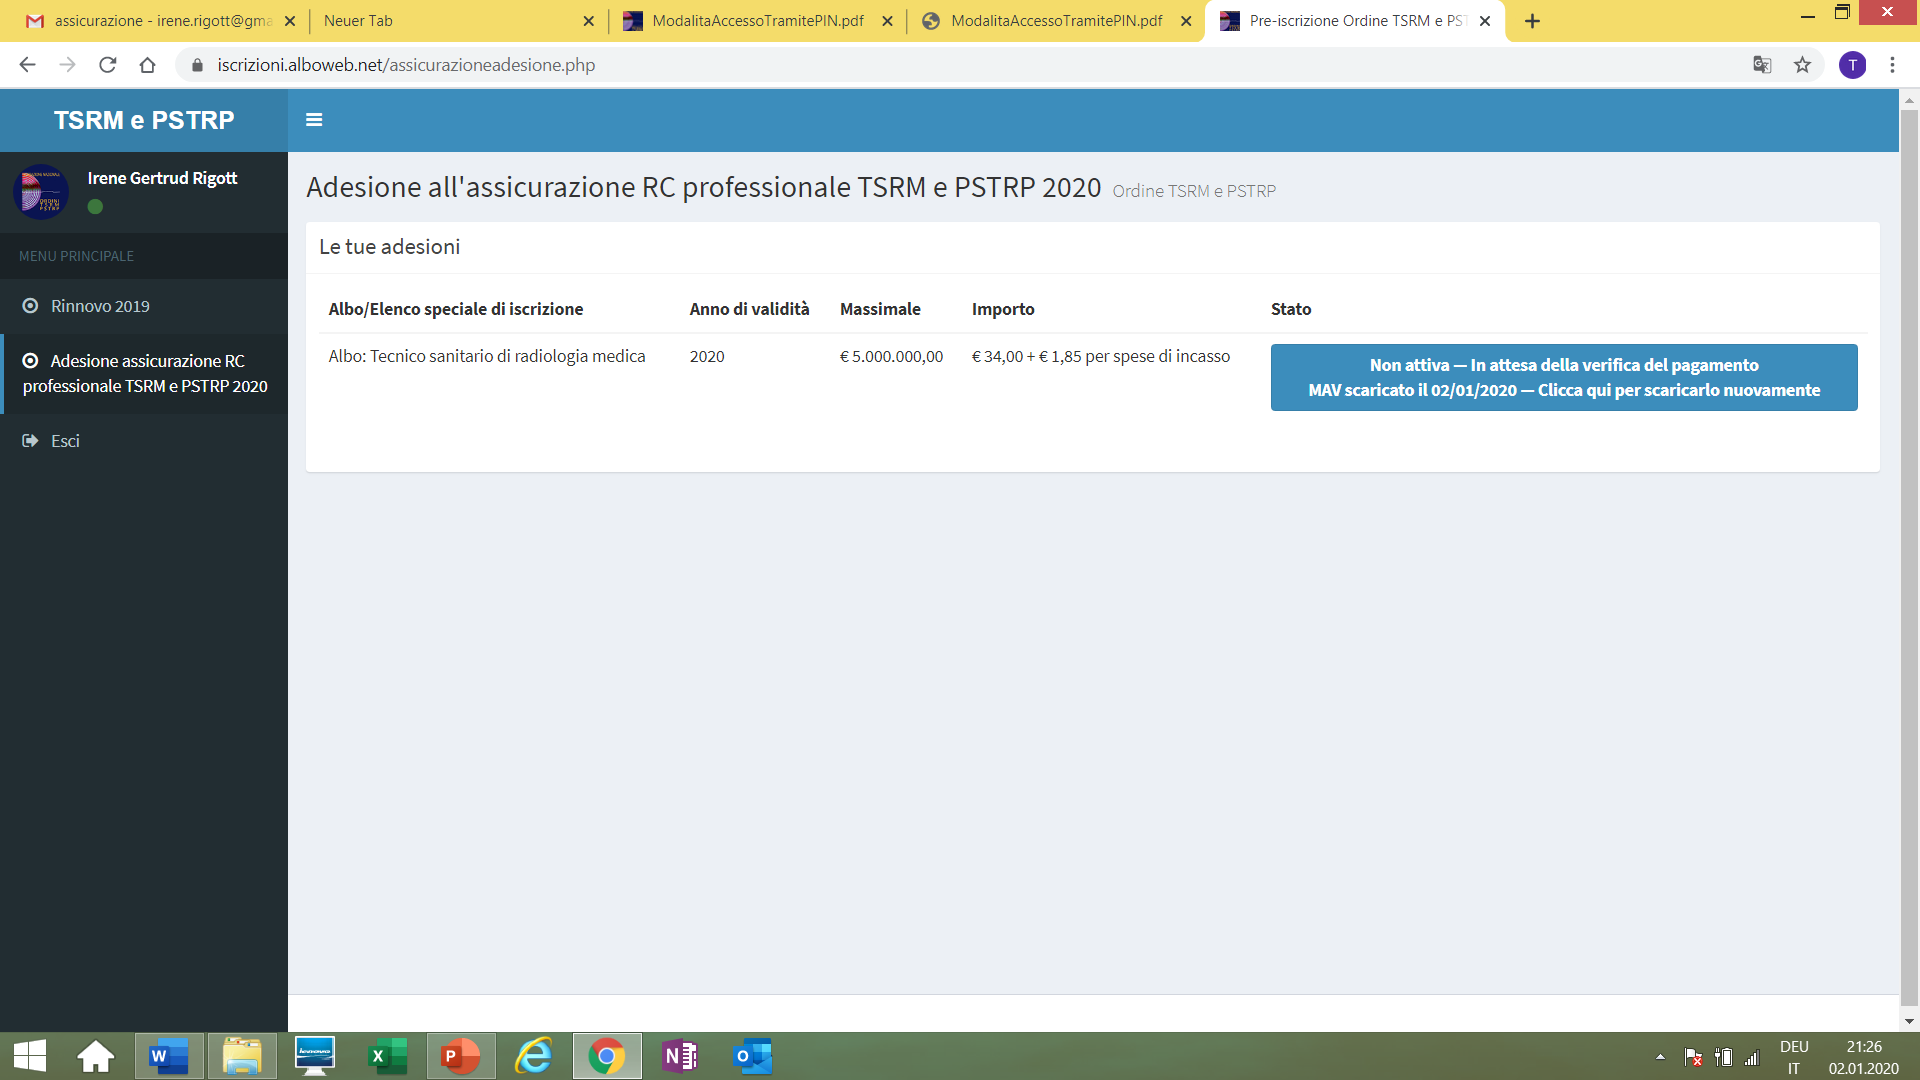 assicurazione - irene.rigott@gma
Neuer Tab
ModalitaAccessoTramitePIN.pdf
ModalitaAccessoTramitePIN.pdf
Pre-iscrizione Ordine TSRM e PST
iscrizioni.alboweb.net/assicurazioneadesione.php
T
TSRM e PSTRP
Irene Gertrud Rigott
MENU PRINCIPALE
Rinnovo 2019
Adesione assicurazione RC
professionale TSRM e PSTRP 2020
Esci
Adesione all'assicurazione RC professionale TSRM e PSTRP 2020 Ordine TSRM e PSTRP
Le tue adesioni
Albo/Elenco speciale di iscrizione Anno di validità Massimale Importo Stato
Albo: Tecnico sanitario di radiologia medica 2020 € 5.000.000,00 € 34,00 + € 1,85 per spese di incasso
Non attiva — In attesa della verifica del pagamento
MAV scaricato il 02/01/2020 — Clicca qui per scaricarlo nuovamente
DEU
IT
21:26
02.01.2020